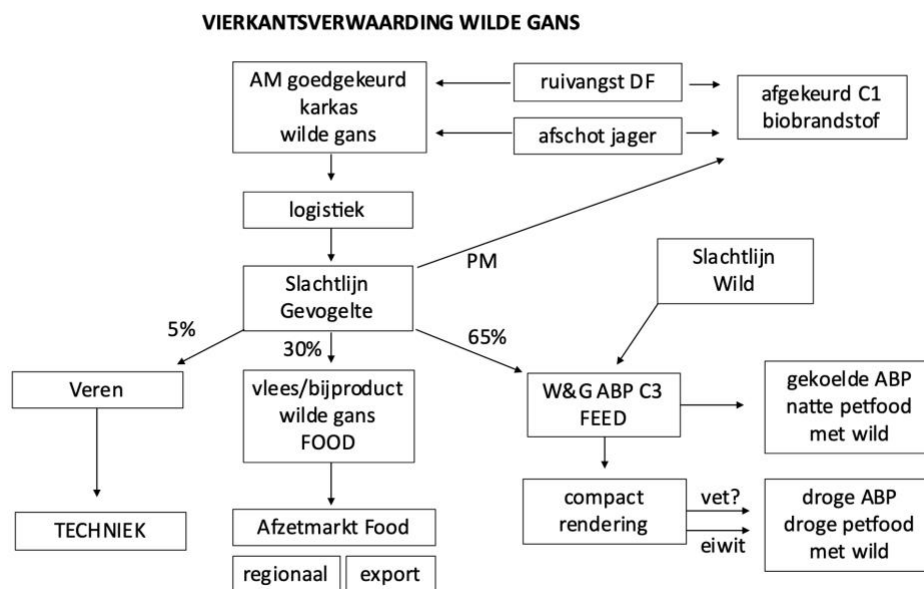 VIERKANTSVERWAARDING WILDE GANS
AM goedgekeurd
karkas
wilde gans
ruivangst DF
afschot jager
afgekeurd C1
biobrandstof
logistiek
PM
Slachtlijn
Gevogelte
Slachtlijn
Wild
5%
30%
65%
Veren
vlees/bijproduct
wilde gans
FOOD
W&G ABP C3
FEED
gekoelde ABP
natte petfood
met wild
TECHNIEK
Afzetmarkt Food
regionaal
export
compact
rendering
vet?
eiwit
droge ABP
droge petfood
met wild